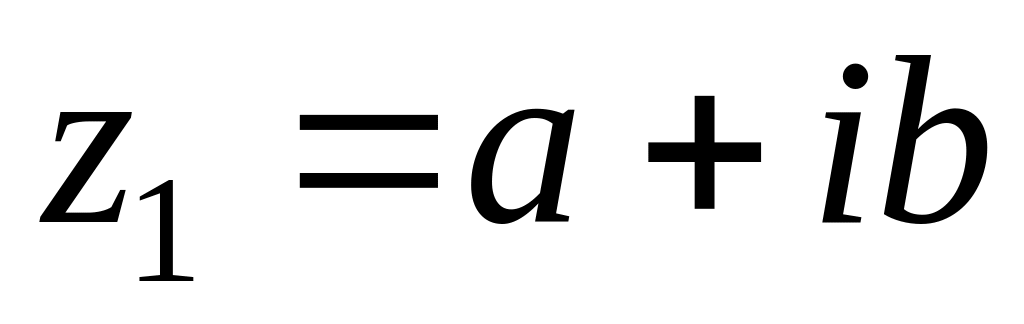 z₁ = a + ib